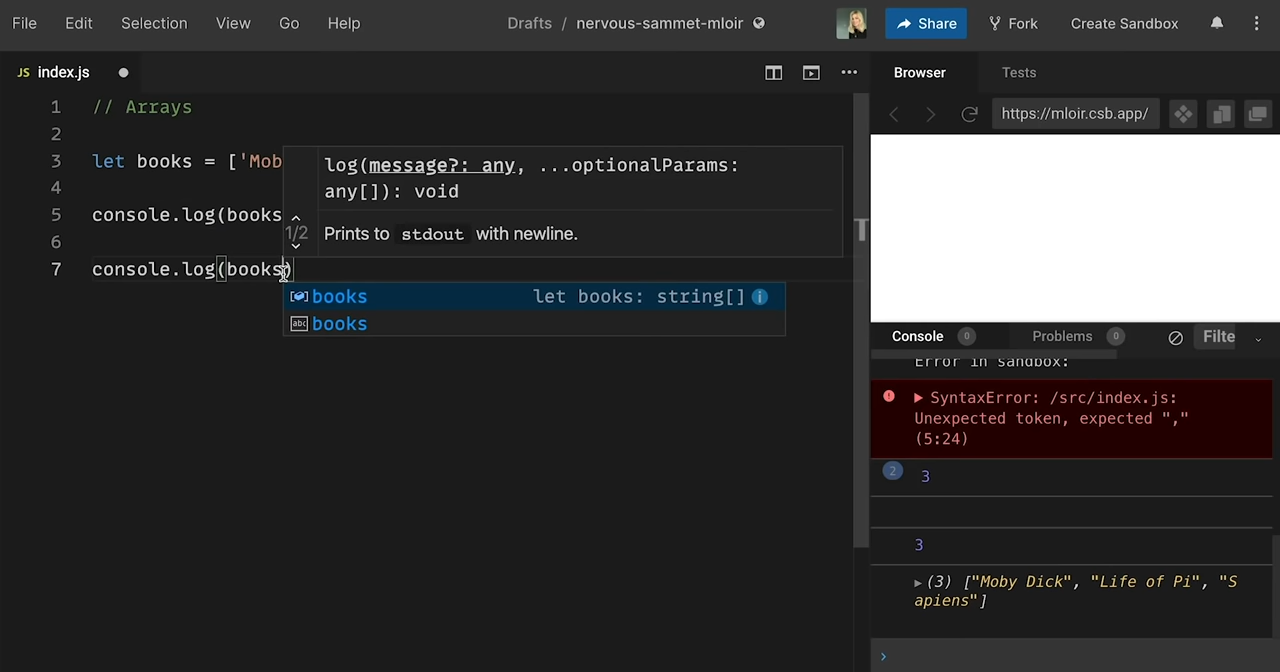 File Edit Selection View Go Help Drafts / nervous-sammet-mloir Share Fork Create Sandbox
JS index.js
Browser Tests
https://mloir.csb.app/
1 // Arrays
2
3 let books = ['Mob
4
5 console.log(books
6
7 console.log(books)
log(message?: any, ...optionalParams:
any[]): void
1/2
Prints to stdout with newline.
books let books: string[]
abc books
Console 0 Problems 0 Filte
Error in sandbox:
SyntaxError: /src/index.js:
Unexpected token, expected ","
(5:24)
2 3
3
(3) ["Moby Dick", "Life of Pi", "S
apiens"]